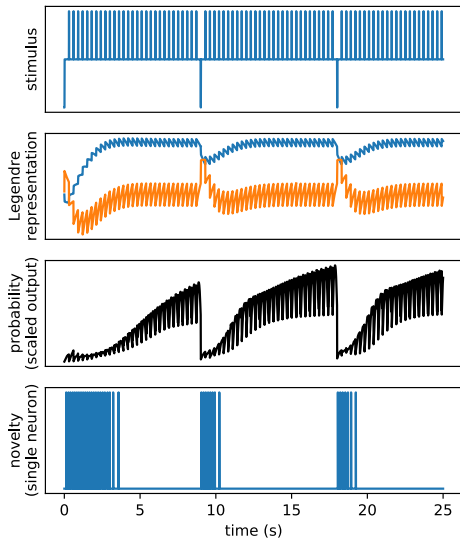 stimulus
Legendre
representation
probability
(scaled output)
novelty
(single neuron)
0 5 10 15 20 25
time (s)